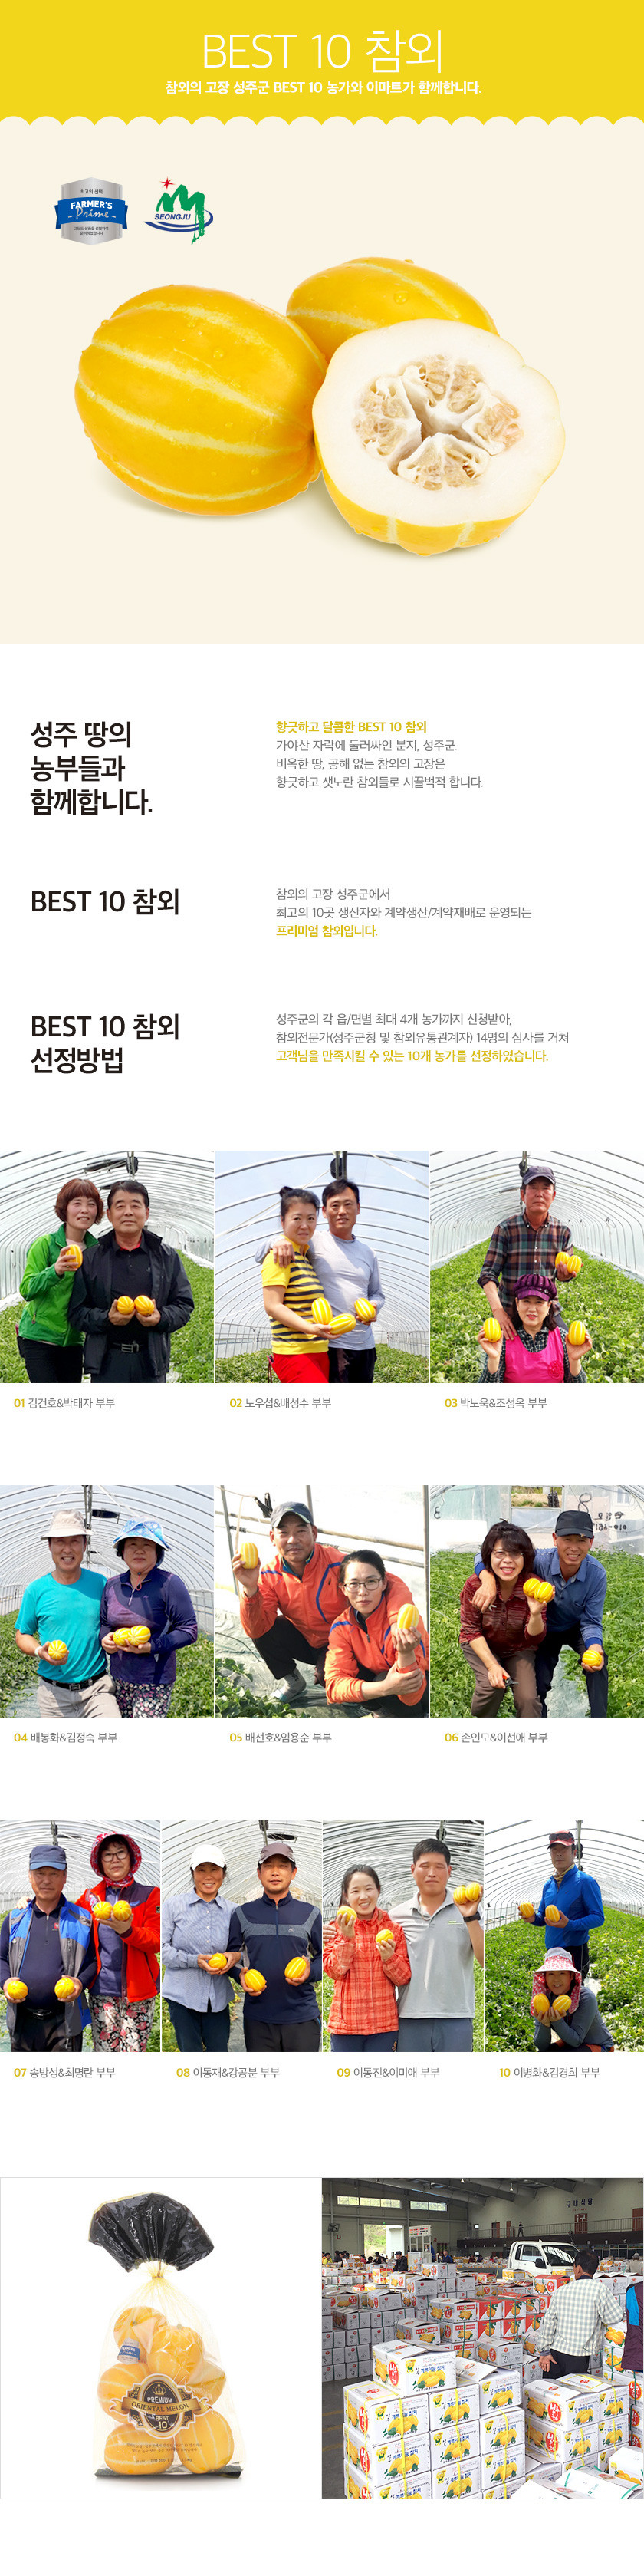 BEST 10 참외
참외의 고장 성주군 BEST 10 농가와 이마트가 함께합니다.
최고의 선택
FARMER'S
Prime
SEONGJU
성주 땅의
농부들과
함께합니다.
향긋하고 달콤한 BEST 10 참외
가야산 자락에 둘러싸인 분지, 성주군.
비옥한 땅, 공해 없는 참외의 고장은
향긋하고 샛노란 참외들로 시끌벅적 합니다.
BEST 10 참외
참외의 고장 성주군에서
최고의 10곳 생산자와 계약생산/계약재배로 운영되는
프리미엄 참외입니다.
BEST 10 참외
선정방법
성주군의 각 읍/면별 최대 4개 농가까지 신청받아,
참외전문가(성주군청 및 참외유통관계자) 14명의 심사를 거쳐
고객님을 만족시킬 수 있는 10개 농가를 선정하였습니다.
01 김건호&박태자 부부
02 노우섭&배성수 부부
03 박노욱&조성옥 부부
04 배봉화&김정숙 부부
05 배선호&임용순 부부
06 손인모&이선애 부부
07 송방성&최명란 부부
08 이동재&강공분 부부
09 이동진&이미애 부부
10 이병화&김경희 부부
구내식당
PREMIUM
ORIENTAL MELON
BEST
10